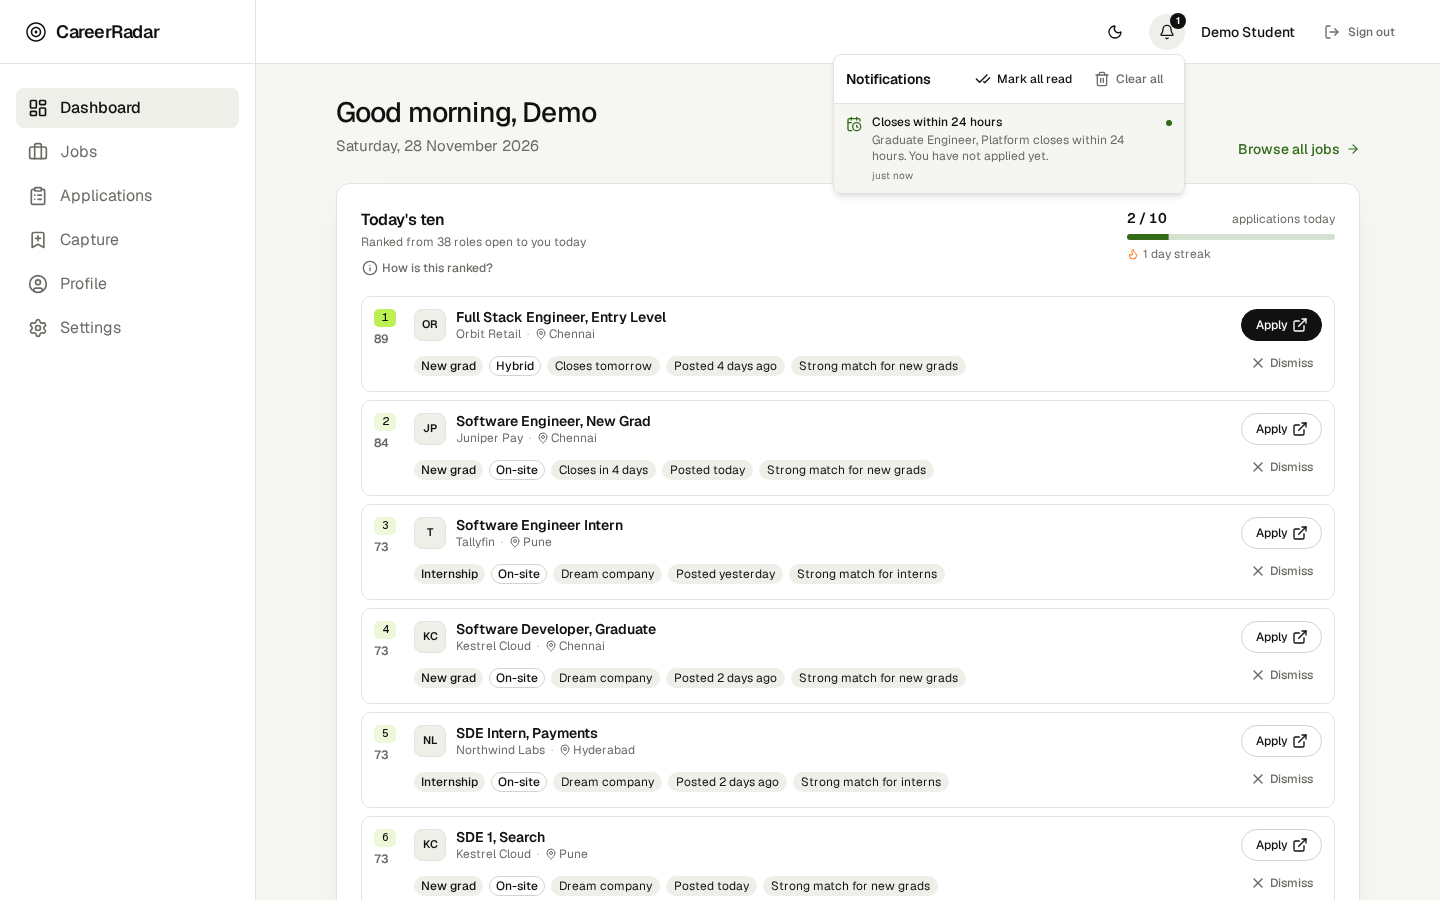 CareerRadar
1
Demo Student
Sign out
Dashboard
Jobs
Applications
Capture
Profile
Settings
Notifications
Mark all read
Clear all
Closes within 24 hours
Graduate Engineer, Platform closes within 24
hours. You have not applied yet.
just now
Good morning, Demo
Saturday, 28 November 2026
Browse all jobs
Today's ten
Ranked from 38 roles open to you today
How is this ranked?
2 / 10
applications today
1 day streak
1
89
OR
Full Stack Engineer, Entry Level
Orbit Retail · Chennai
New grad
Hybrid
Closes tomorrow
Posted 4 days ago
Strong match for new grads
Apply
Dismiss
2
84
JP
Software Engineer, New Grad
Juniper Pay · Chennai
New grad
On-site
Closes in 4 days
Posted today
Strong match for new grads
Apply
Dismiss
3
73
T
Software Engineer Intern
Tallyfin · Pune
Internship
On-site
Dream company
Posted yesterday
Strong match for interns
Apply
Dismiss
4
73
KC
Software Developer, Graduate
Kestrel Cloud · Chennai
New grad
On-site
Dream company
Posted 2 days ago
Strong match for new grads
Apply
Dismiss
5
73
NL
SDE Intern, Payments
Northwind Labs · Hyderabad
Internship
On-site
Dream company
Posted 2 days ago
Strong match for interns
Apply
Dismiss
6
73
KC
SDE 1, Search
Kestrel Cloud · Pune
New grad
On-site
Dream company
Posted today
Strong match for new grads
Apply
Dismiss